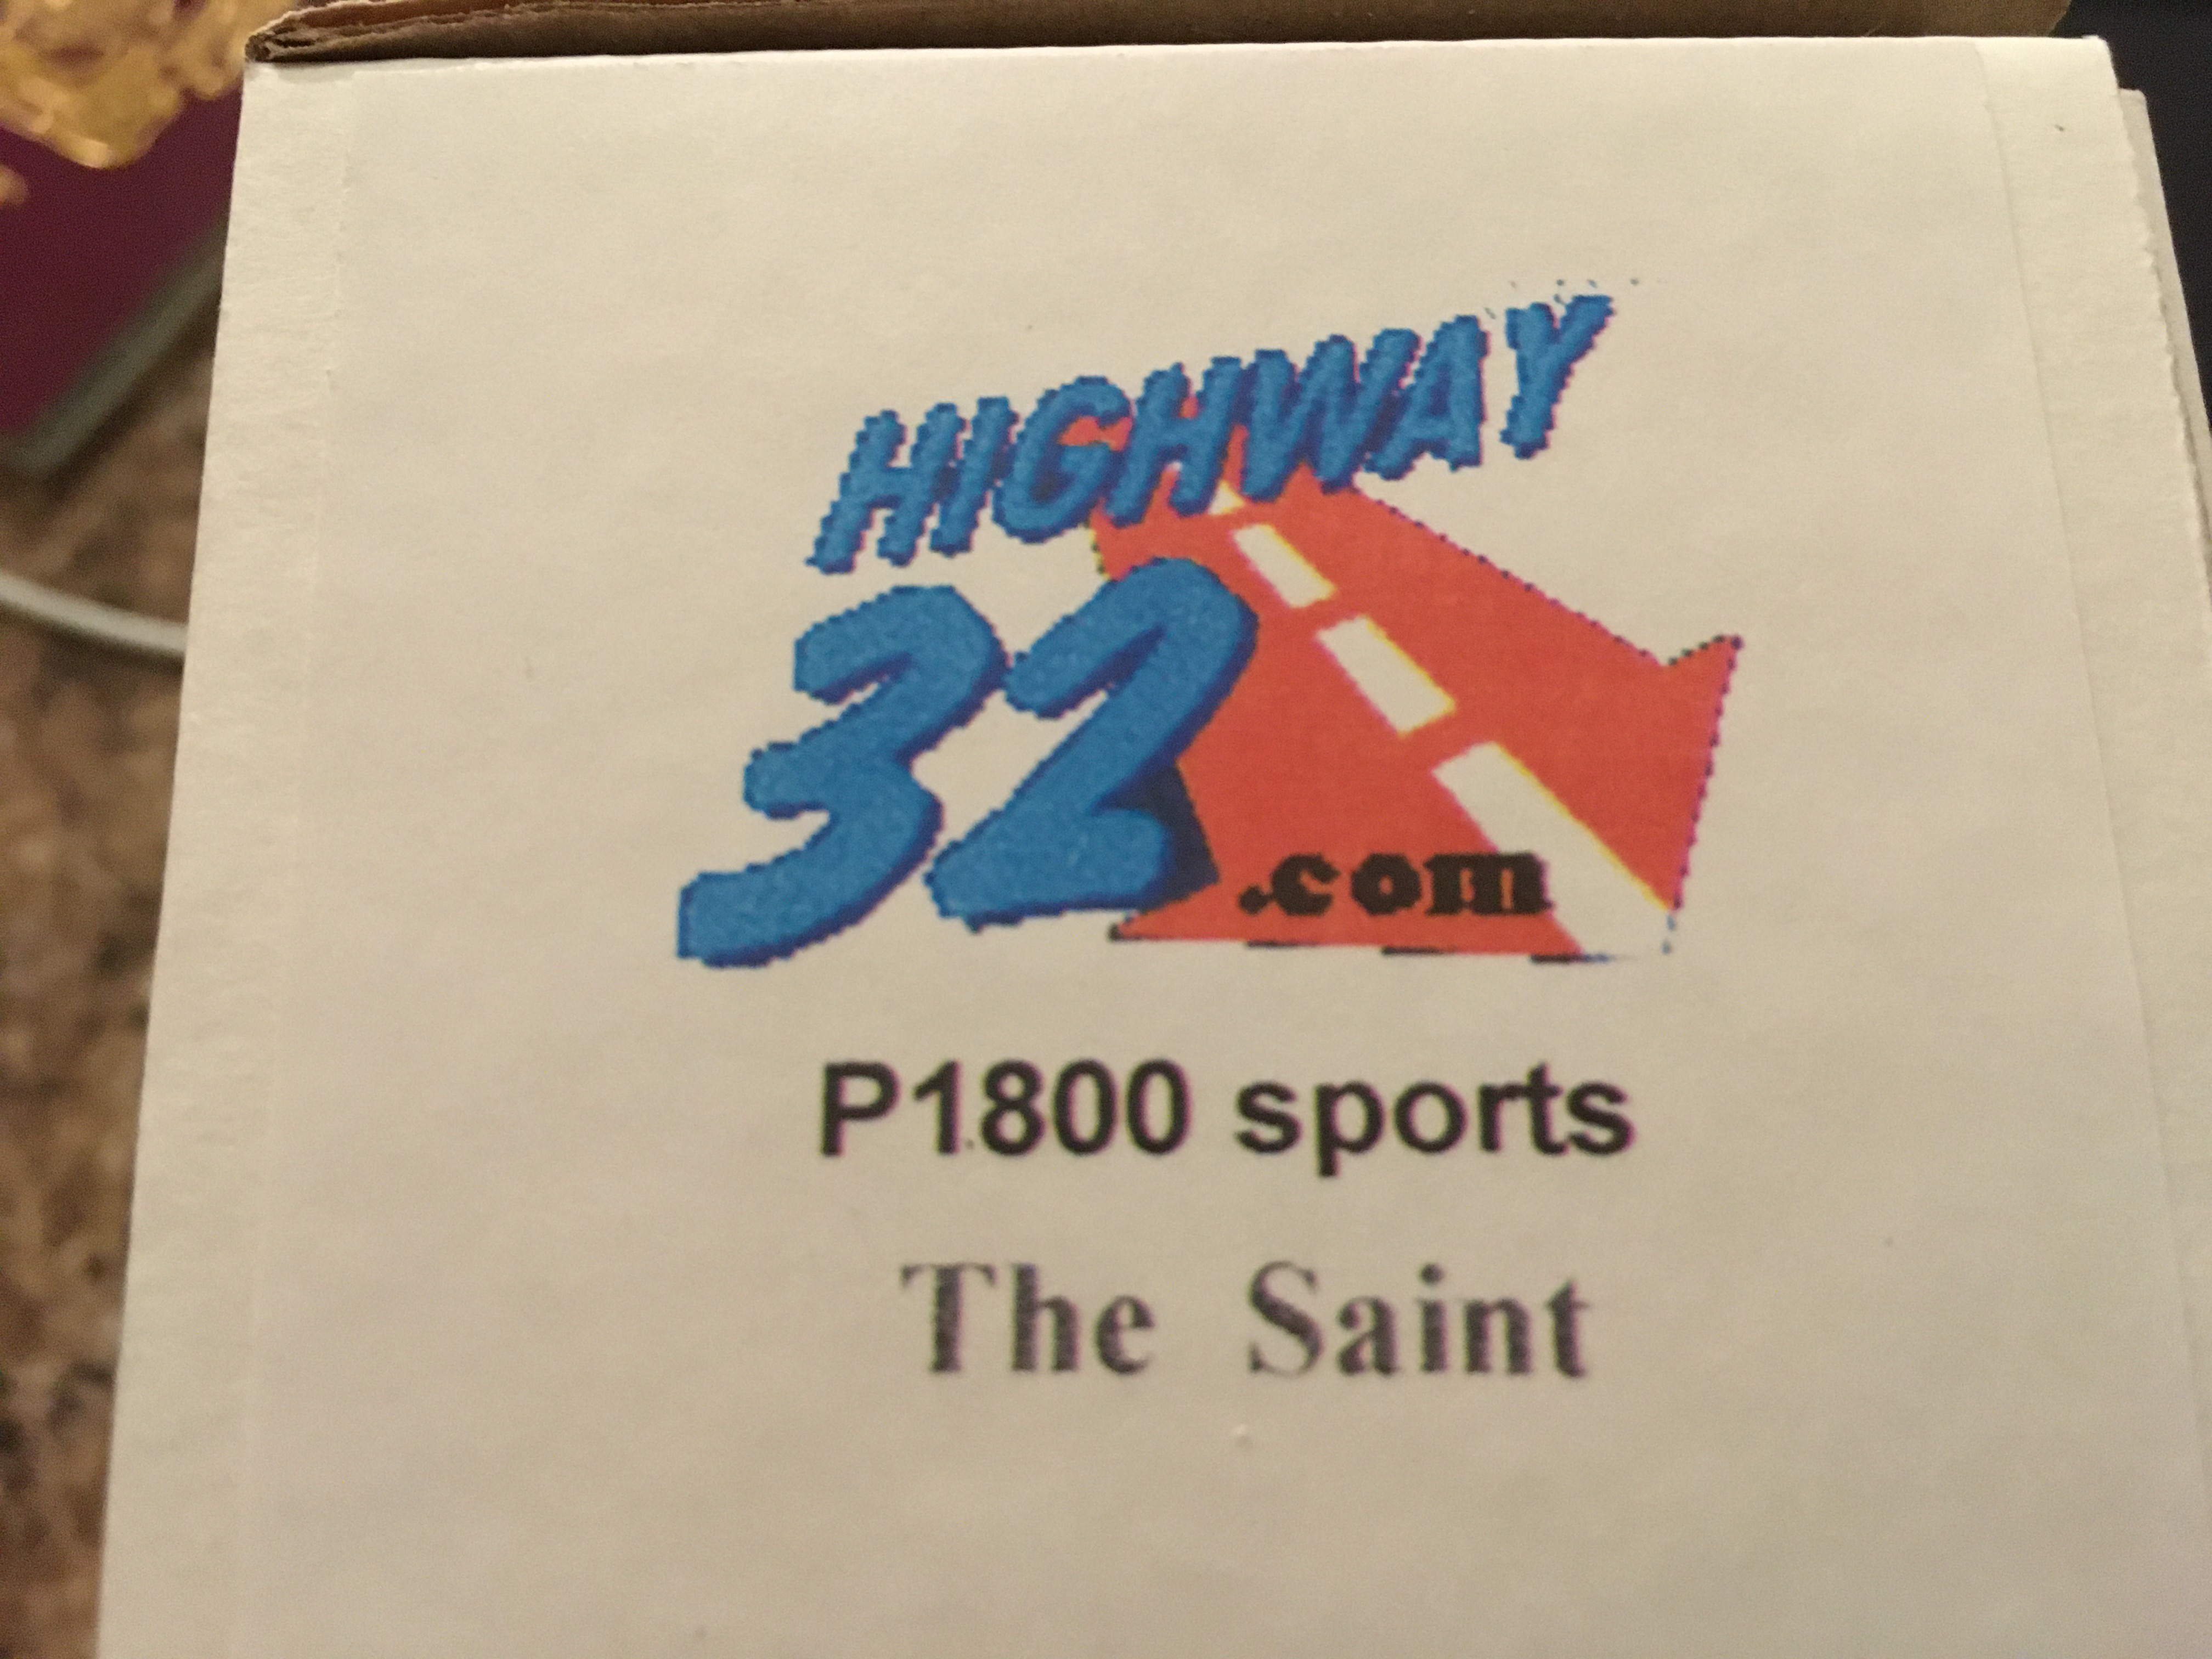 HIGHWAY
32
.com
P1800 sports
The Saint